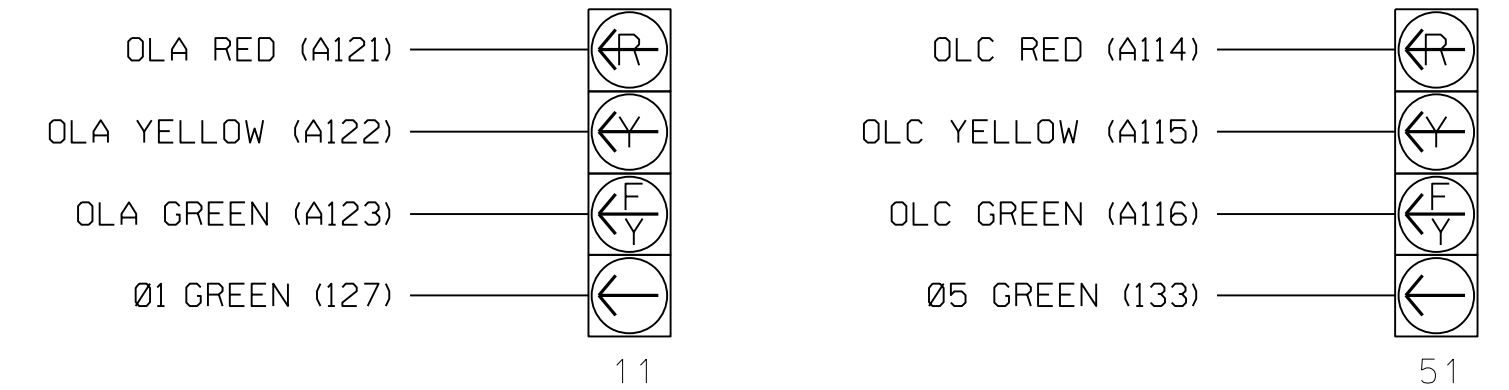 OLA RED (A121)
R
OLA YELLOW (A122)
Y
OLA GREEN (A123)
F
Y
Ø1 GREEN (127)
11
OLC RED (A114)
R
OLC YELLOW (A115)
Y
OLC GREEN (A116)
F
Y
Ø5 GREEN (133)
51